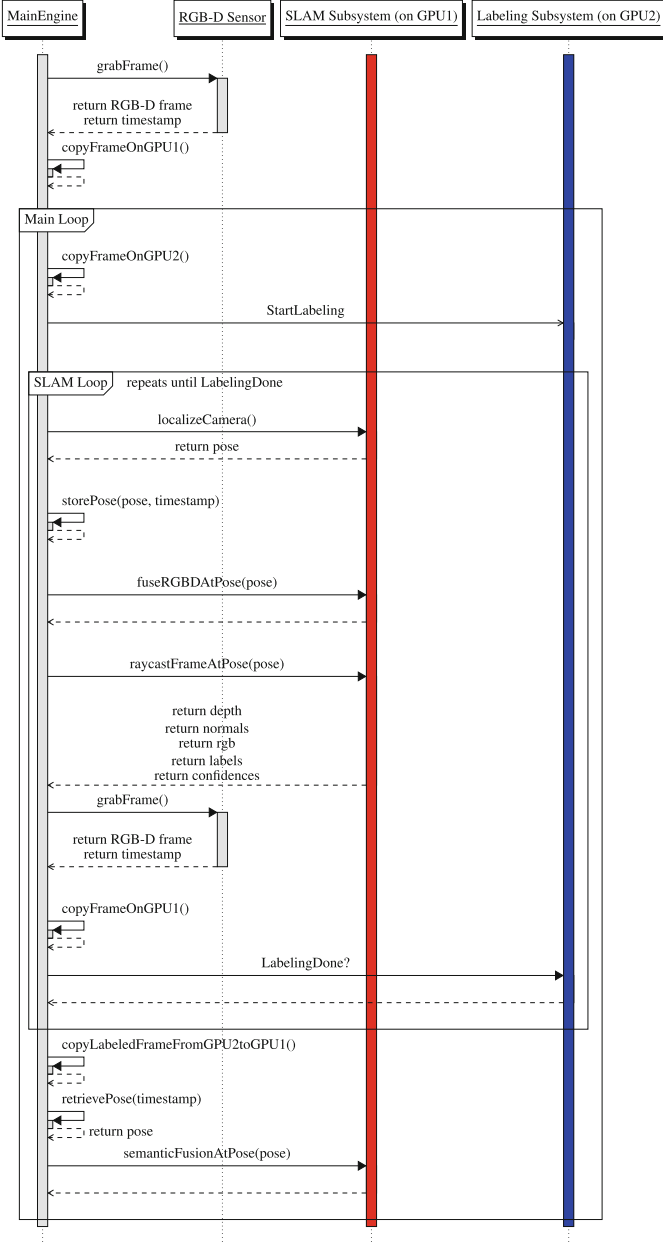 MainEngine
RGB-D Sensor
SLAM Subsystem (on GPU1)
Labeling Subsystem (on GPU2)
grabFrame()
return RGB-D frame
return timestamp
copyFrameOnGPU1()
Main Loop
copyFrameOnGPU2()
StartLabeling
SLAM Loop
repeats until LabelingDone
localizeCamera()
return pose
storePose(pose, timestamp)
fuseRGBDAtPose(pose)
raycastFrameAtPose(pose)
return depth
return normals
return rgb
return labels
return confidences
grabFrame()
return RGB-D frame
return timestamp
copyFrameOnGPU1()
LabelingDone?
copyLabeledFrameFromGPU2toGPU1()
retrievePose(timestamp)
return pose
semanticFusionAtPose(pose)